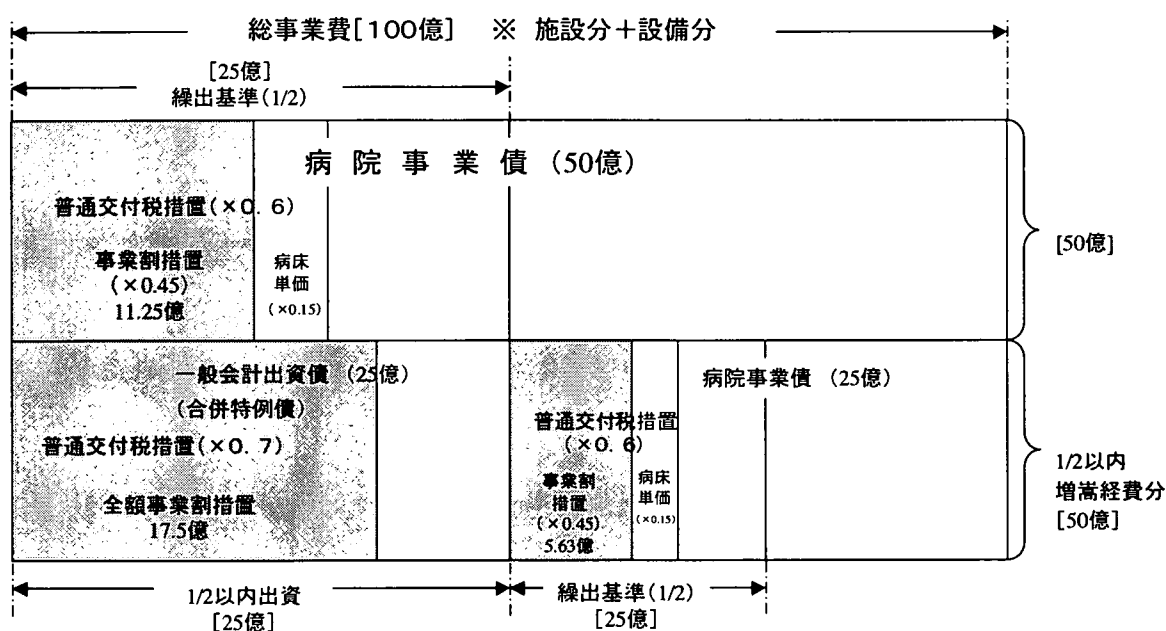 総事業費[100億] ※ 施設分＋設備分
[25億]
繰出基準(1/2)
病院事業債 (50億)
普通交付税措置(×0.6)
事業割措置
(×0.45)
11.25億
病床
単価
(×0.15)
[50億]
一般会計出資債 (25億)
(合併特例債)
普通交付税措置(×0.7)
全額事業割措置
17.5億
病院事業債 (25億)
普通交付税措置
(×0.6)
事業割
措置
(×0.45)
5.63億
病床
単価
(×0.15)
1/2以内
増嵩経費分
[50億]
1/2以内出資
[25億]
繰出基準(1/2)
[25億]